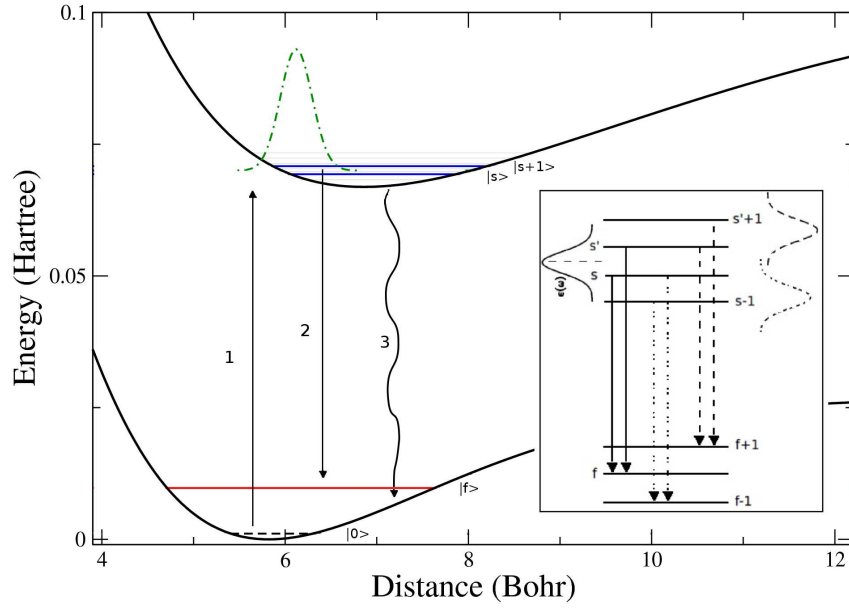 0.1
0.05
0
Energy (Hartree)
4
6
8
10
12
Distance (Bohr)
1
2
3
|s+1>
|s>
|f>
|0>
s'+1
s'
s
s-1
ε(ω)
f+1
f
f-1